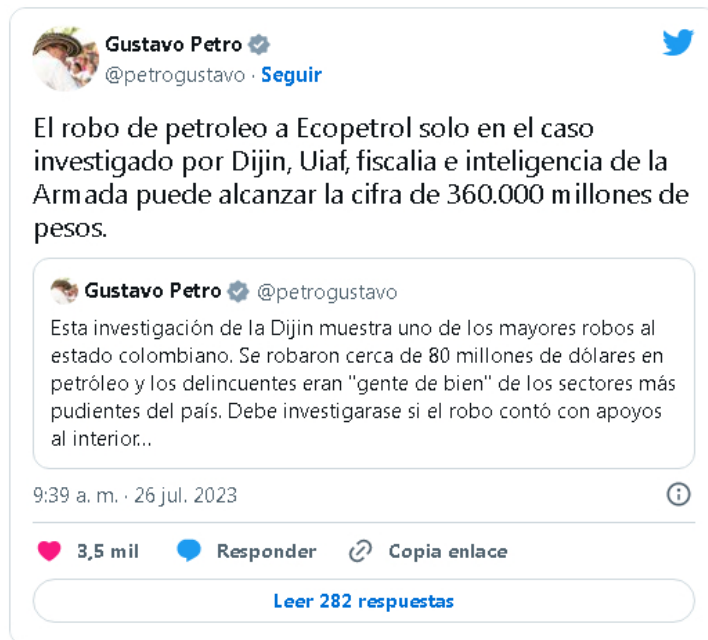 Gustavo Petro
@petrogustavo · Seguir
El robo de petroleo a Ecopetrol solo en el caso
investigado por Dijin, Uiaf, fiscalia e inteligencia de la
Armada puede alcanzar la cifra de 360.000 millones de
pesos.
Gustavo Petro @petrogustavo
Esta investigación de la Dijin muestra uno de los mayores robos al
estado colombiano. Se robaron cerca de 80 millones de dólares en
petróleo y los delincuentes eran "gente de bien" de los sectores más
pudientes del país. Debe investigarase si el robo contó con apoyos
al interior...
9:39 a. m. · 26 jul. 2023
3,5 mil Responder Copia enlace
Leer 282 respuestas